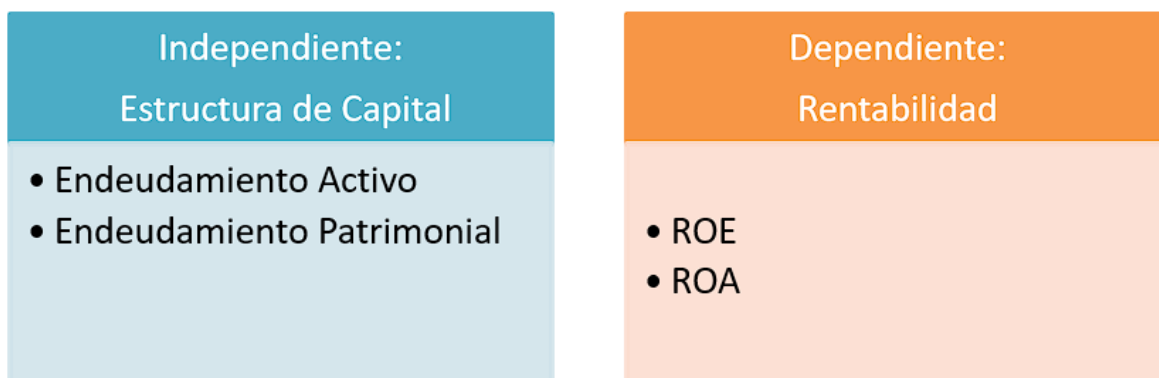 Independiente:
Estructura de Capital
• Endeudamiento Activo
• Endeudamiento Patrimonial
Dependiente:
Rentabilidad
• ROE
• ROA